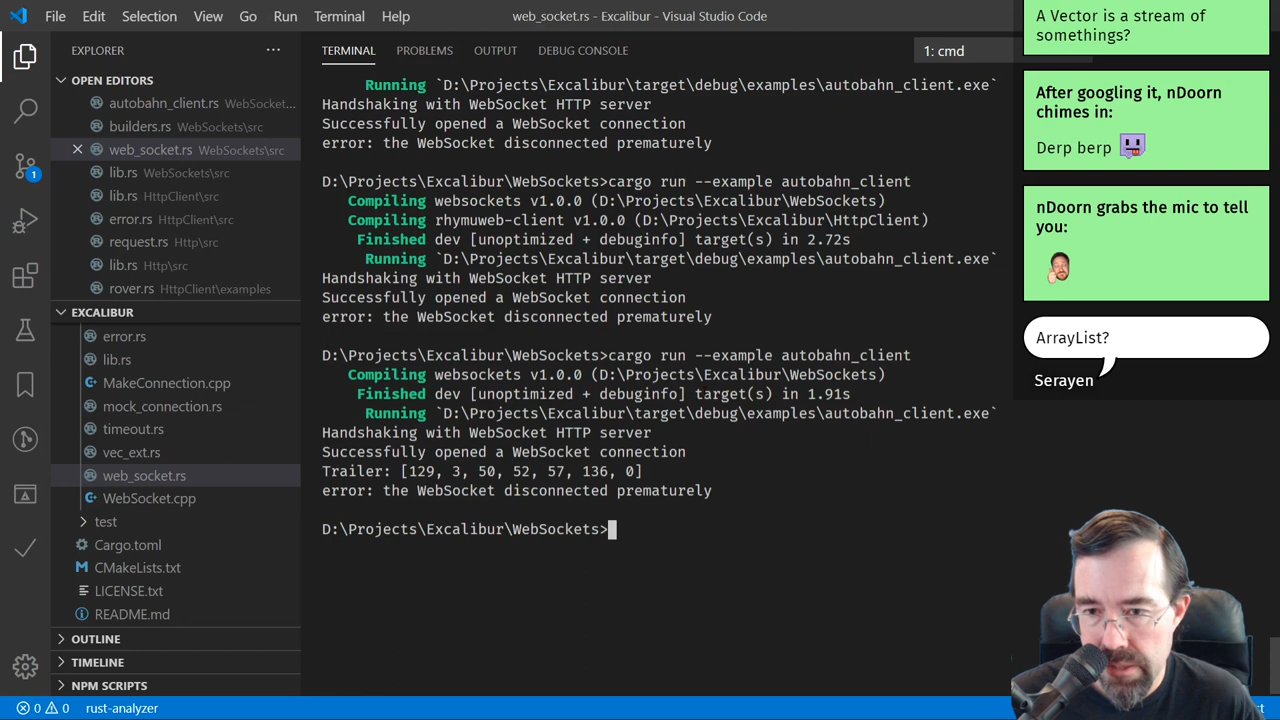 File Edit Selection View Go Run Terminal Help
web_socket.rs - Excalibur - Visual Studio Code
EXPLORER
OPEN EDITORS
autobahn_client.rs WebSocket...
builders.rs WebSockets\src
web_socket.rs WebSockets\src
lib.rs WebSockets\src
lib.rs HttpClient\src
error.rs HttpClient\src
request.rs Http\src
lib.rs Http\src
rover.rs HttpClient\examples
EXCALIBUR
error.rs
lib.rs
MakeConnection.cpp
mock_connection.rs
timeout.rs
vec_ext.rs
web_socket.rs
WebSocket.cpp
test
Cargo.toml
CMakeLists.txt
LICENSE.txt
README.md
OUTLINE
TIMELINE
NPM SCRIPTS
1
TERMINAL PROBLEMS OUTPUT DEBUG CONSOLE
1: cmd
Running `D:\Projects\Excalibur\target\debug\examples\autobahn_client.exe`
Handshaking with WebSocket HTTP server
Successfully opened a WebSocket connection
error: the WebSocket disconnected prematurely
D:\Projects\Excalibur\WebSockets>cargo run --example autobahn_client
Compiling websockets v1.0.0 (D:\Projects\Excalibur\WebSockets)
Compiling rhymuweb-client v1.0.0 (D:\Projects\Excalibur\HttpClient)
Finished dev [unoptimized + debuginfo] target(s) in 2.72s
Running `D:\Projects\Excalibur\target\debug\examples\autobahn_client.exe`
Handshaking with WebSocket HTTP server
Successfully opened a WebSocket connection
error: the WebSocket disconnected prematurely
D:\Projects\Excalibur\WebSockets>cargo run --example autobahn_client
Compiling websockets v1.0.0 (D:\Projects\Excalibur\WebSockets)
Finished dev [unoptimized + debuginfo] target(s) in 1.91s
Running `D:\Projects\Excalibur\target\debug\examples\autobahn_client.exe`
Handshaking with WebSocket HTTP server
Successfully opened a WebSocket connection
Trailer: [129, 3, 50, 52, 57, 136, 0]
error: the WebSocket disconnected prematurely
D:\Projects\Excalibur\WebSockets>
A Vector is a stream of
somethings?
After googling it, nDoorn
chimes in:
Derp berp
nDoorn grabs the mic to tell
you:
ArrayList?
Serayen
0 0 rust-analyzer